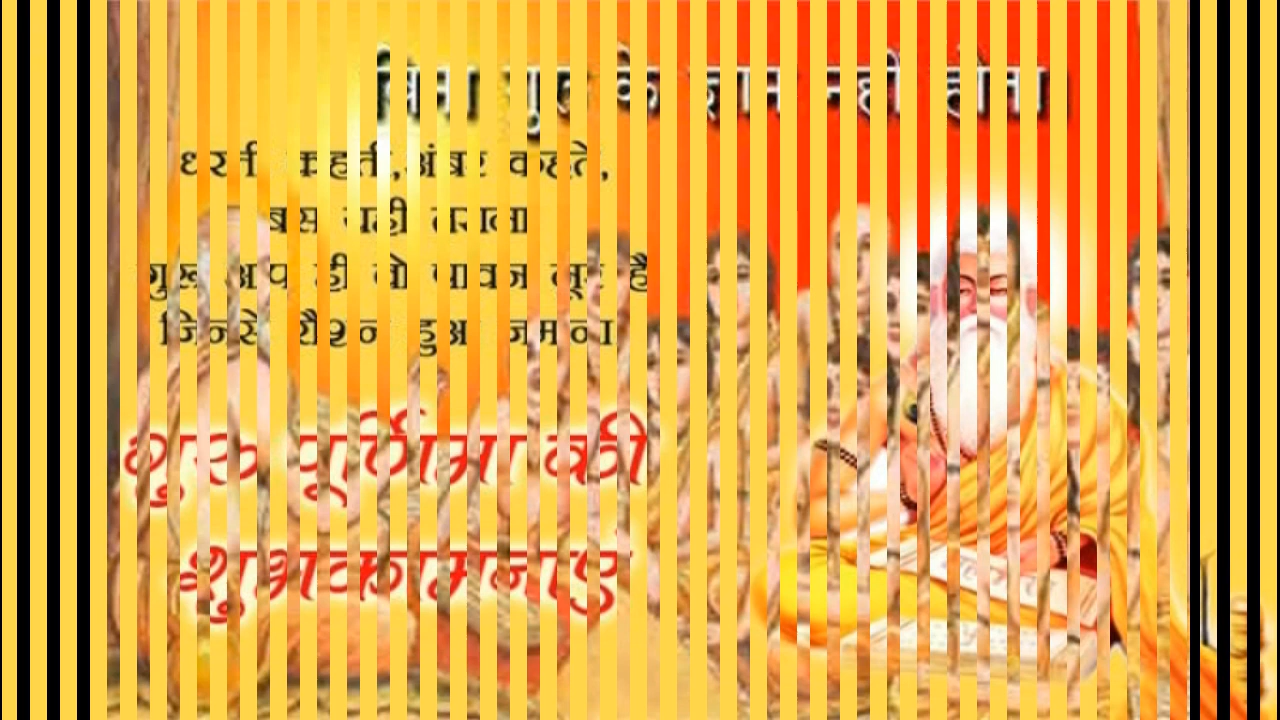 बिना गुरु के ज्ञान नही होता
धरती कहती,अंबर कहते,
बस यही तराना
गुरू आप ही वो पावन नूर है
जिनसे रौशन हुआ जमाना
गुरु पूर्णिमा की
शुभकामनाएं